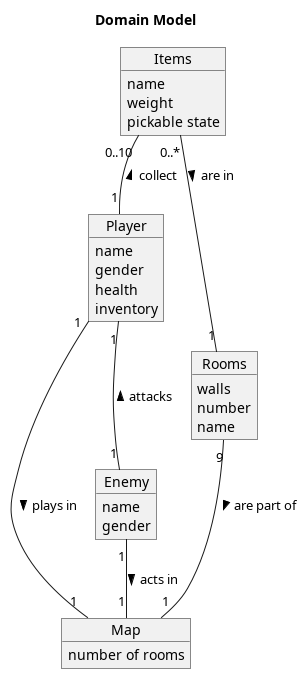 Domain Model
Items
name
weight
pickable state
0..10
0..*
collect
are in
1
Player
name
gender
health
inventory
1
1
1
Rooms
walls
number
name
attacks
9
1
Enemy
name
gender
plays in
are part of
1
acts in
1
1
1
Map
number of rooms